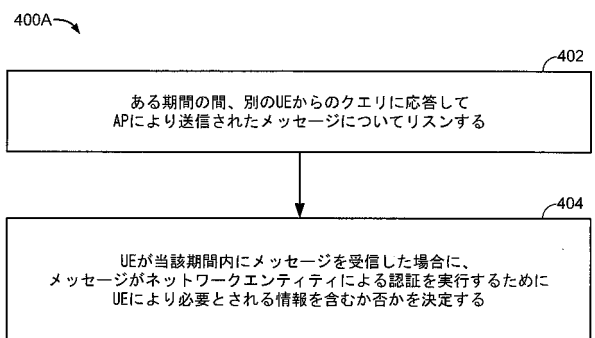 400A
402
ある期間の間、別のUEからのクエリに応答して
APにより送信されたメッセージについてリスンする
404
UEが当該期間内にメッセージを受信した場合に、
メッセージがネットワークエンティティによる認証を実行するために
UEにより必要とされる情報を含むか否かを決定する